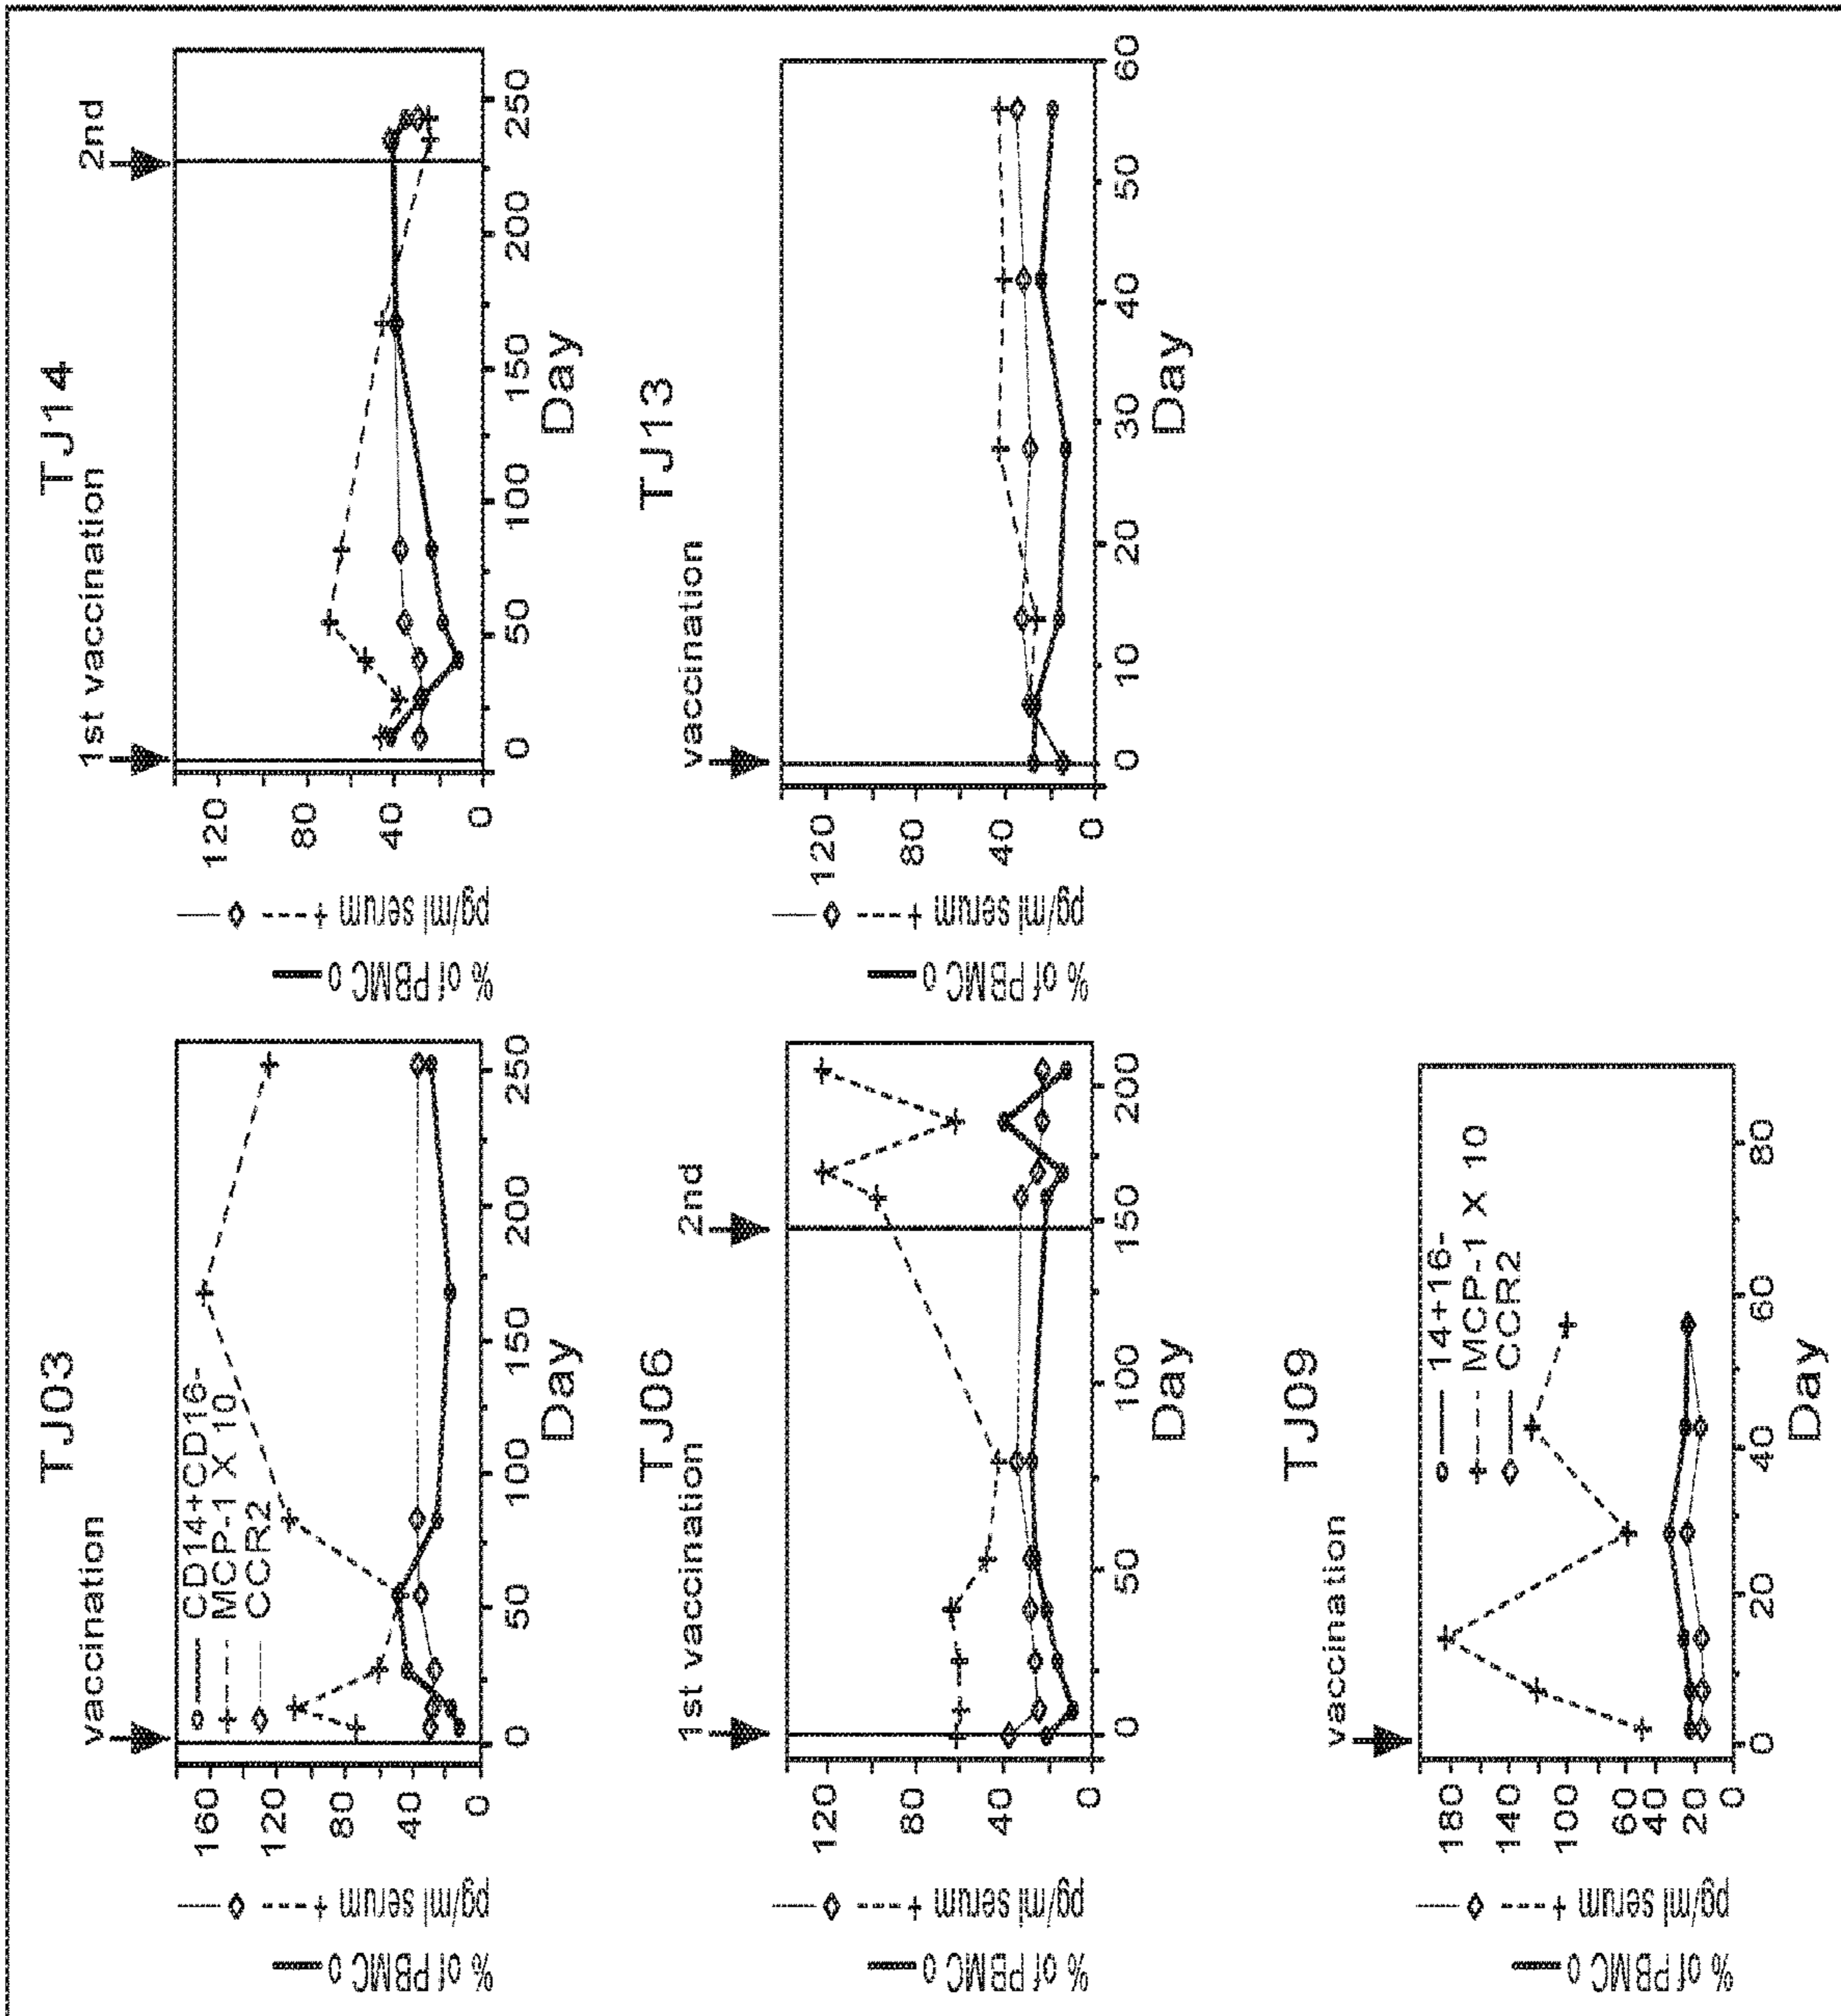 TJ03
vaccination
CD14+CD16-
MCP-1 X 10
CCR2
160
120
80
40
0
0
50
100
150
200
250
Day
pg/ml serum
% of PBMC o
TJ14
1st vaccination
2nd
120
80
40
0
0
50
100
150
200
250
Day
pg/ml serum
% of PBMC o
TJ06
1st vaccination
2nd
120
80
40
0
0
50
100
150
200
Day
pg/ml serum
% of PBMC o
TJ13
vaccination
120
80
40
0
0
10
20
30
40
50
60
Day
pg/ml serum
% of PBMC o
TJ09
vaccination
14+16-
MCP-1 X 10
CCR2
180
140
100
60
40
20
0
0
20
40
60
80
Day
pg/ml serum
% of PBMC o